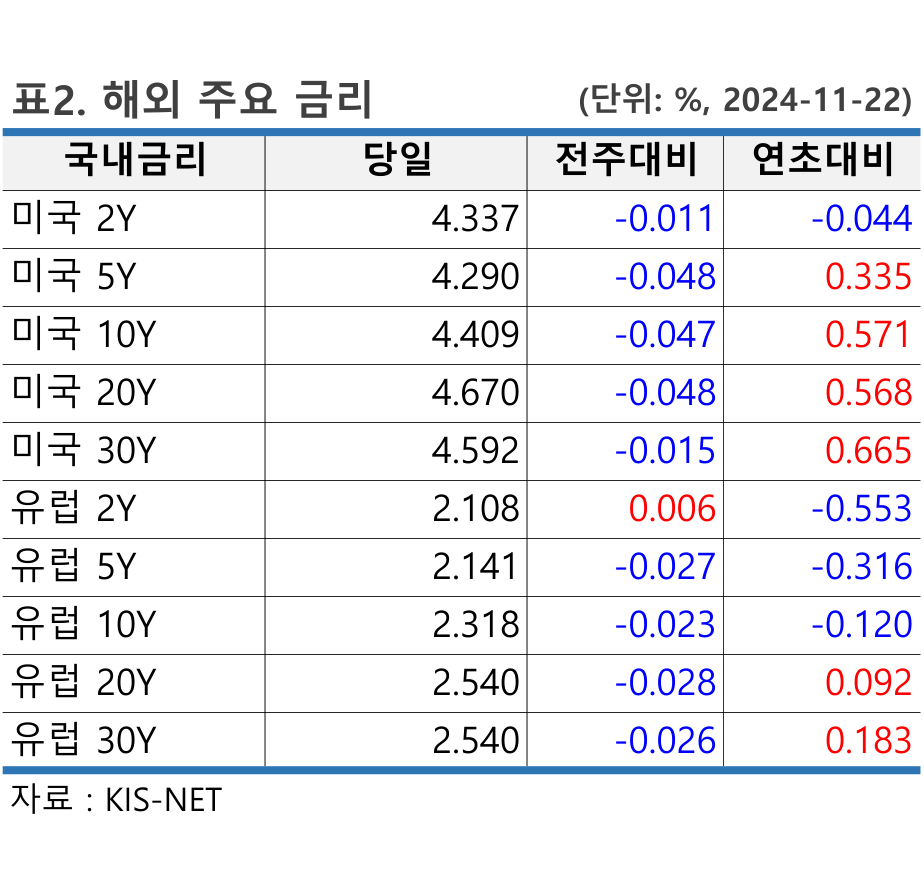 표2. 해외 주요 금리 (단위: %, 2024-11-22)
국내금리 당일 전주대비 연초대비
미국 2Y 4.337 -0.011 -0.044
미국 5Y 4.290 -0.048 0.335
미국 10Y 4.409 -0.047 0.571
미국 20Y 4.670 -0.048 0.568
미국 30Y 4.592 -0.015 0.665
유럽 2Y 2.108 0.006 -0.553
유럽 5Y 2.141 -0.027 -0.316
유럽 10Y 2.318 -0.023 -0.120
유럽 20Y 2.540 -0.028 0.092
유럽 30Y 2.540 -0.026 0.183
자료 : KIS-NET